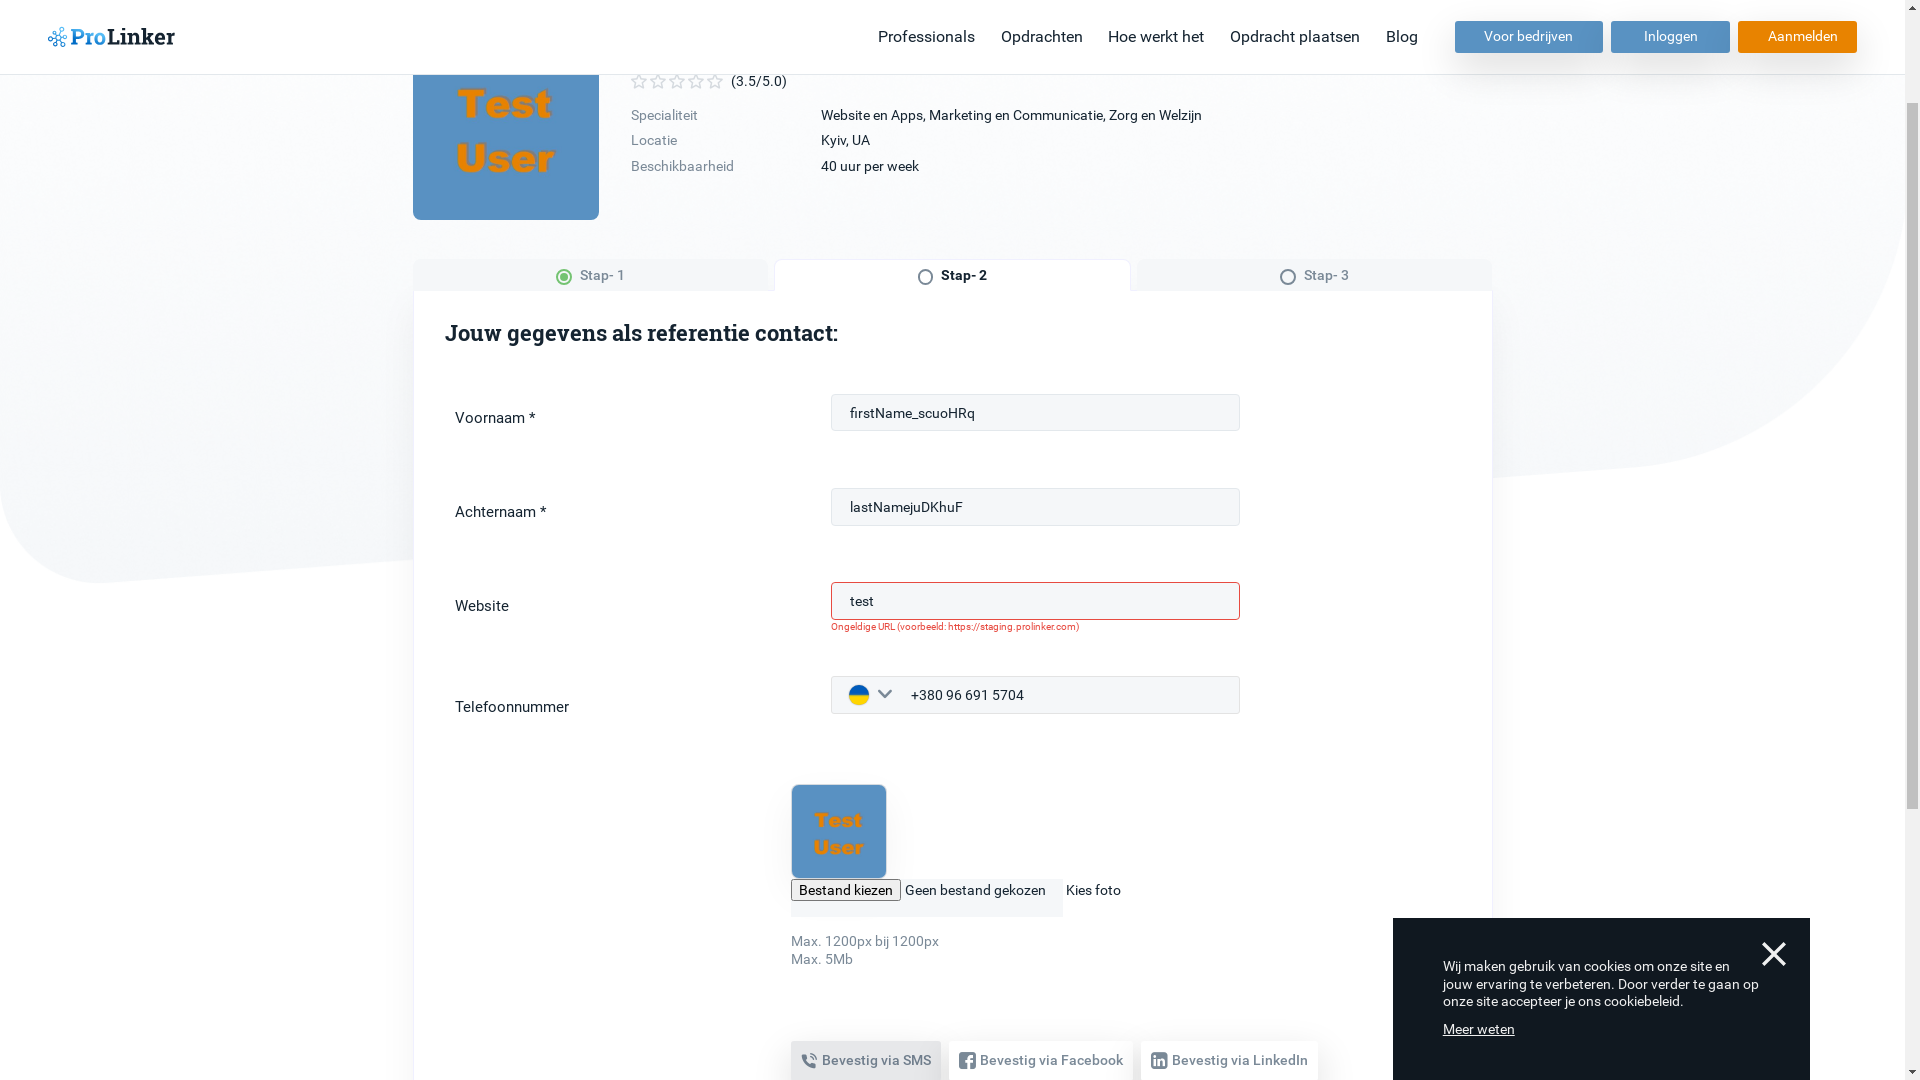 ProLinker
Professionals Opdrachten Hoe werkt het Opdracht plaatsen Blog Voor bedrijven Inloggen Aanmelden
Test
User
(3.5/5.0)
Specialiteit Website en Apps, Marketing en Communicatie, Zorg en Welzijn
Locatie Kyiv, UA
Beschikbaarheid 40 uur per week
Stap- 1 Stap- 2 Stap- 3
Jouw gegevens als referentie contact:
Voornaam * firstName_scuoHRq
Achternaam * lastNamejuDKhuF
Website test
Ongeldige URL (voorbeeld: https://staging.prolinker.com)
Telefoonnummer +380 96 691 5704
Test
User
Bestand kiezen Geen bestand gekozen Kies foto
Max. 1200px bij 1200px
Max. 5Mb
Bevestig via SMS Bevestig via Facebook Bevestig via LinkedIn
Wij maken gebruik van cookies om onze site en
jouw ervaring te verbeteren. Door verder te gaan op
onze site accepteer je ons cookiebeleid.
Meer weten